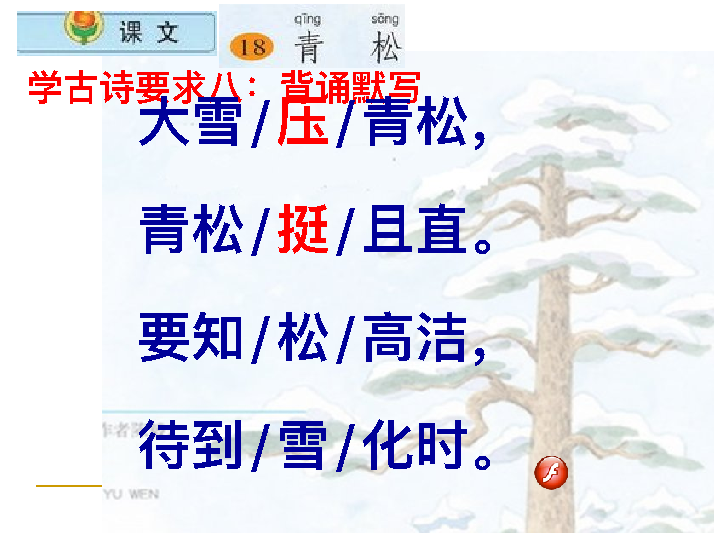 课文
qīng sōng
18 青松
学古诗要求八：背诵默写
大雪/压/青松,
青松/挺/且直。
要知/松/高洁,
待到/雪/化时。
YU WEN